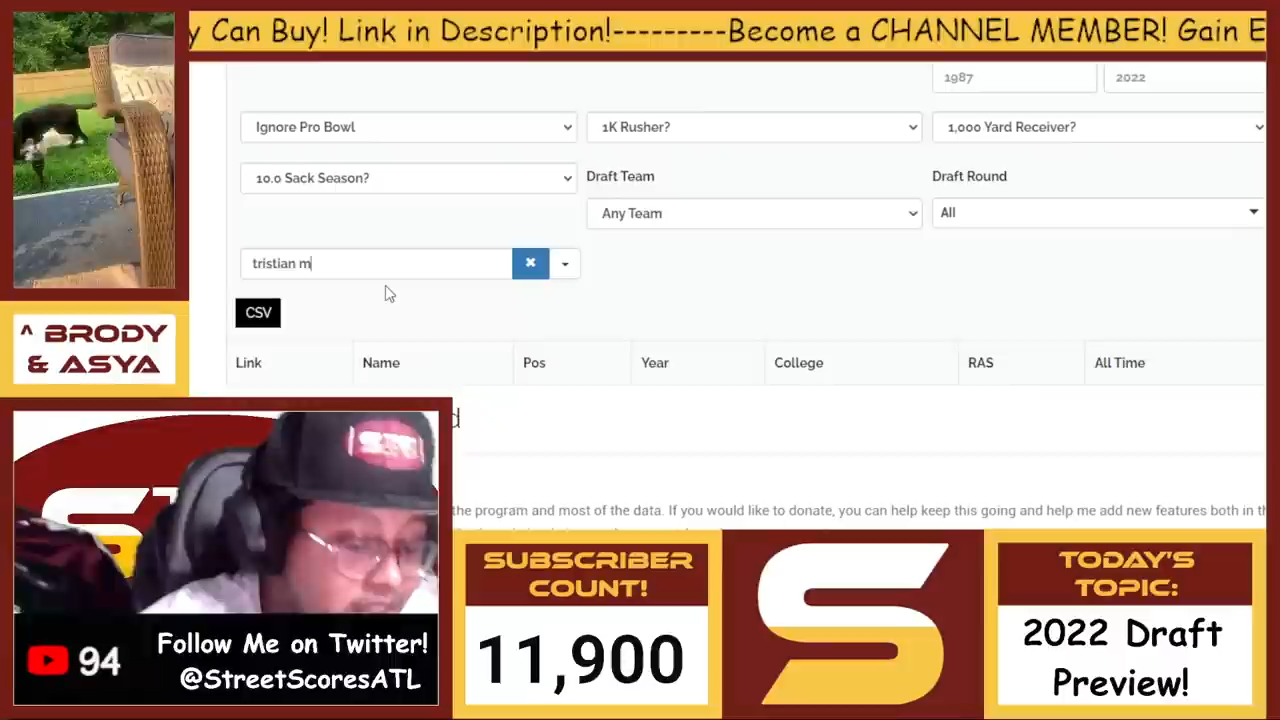 y Can Buy! Link in Description!---------Become a CHANNEL MEMBER! Gain E
1987
2022
Ignore Pro Bowl
1K Rusher?
1,000 Yard Receiver?
10.0 Sack Season?
Draft Team
Draft Round
Any Team
All
tristian m
CSV
^ BRODY
& ASYA
Link
Name
Pos
Year
College
RAS
All Time
d
the program and most of the data. If you would like to donate, you can help keep this going and help me add new features both in th
94
Follow Me on Twitter!
@StreetScoresATL
SUBSCRIBER
COUNT!
11,900
S
TODAY'S
TOPIC:
2022 Draft
Preview!